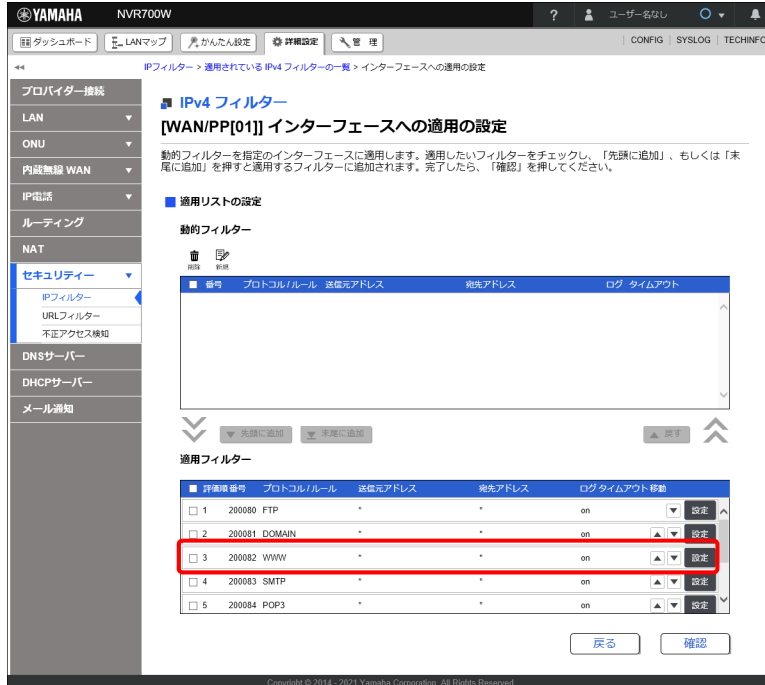 YAMAHA NVR700W ? ユーザー名なし
ダッシュボード LANマップ かんたん設定 詳細設定 管 理 CONFIG SYSLOG TECHINFO
◂◂ IPフィルター > 適用されている IPv4 フィルターの一覧 > インターフェースへの適用の設定
プロバイダー接続
LAN ▼
ONU ▼
内蔵無線 WAN ▼
IP電話 ▼
ルーティング
NAT
セキュリティー ▼
IPフィルター
URLフィルター
不正アクセス検知
DNSサーバー
DHCPサーバー
メール通知
IPv4 フィルター
[WAN/PP[01]] インターフェースへの適用の設定
動的フィルターを指定のインターフェースに適用します。適用したいフィルターをチェックし、「先頭に追加」、もしくは「末
尾に追加」を押すと適用するフィルターに追加されます。完了したら、「確認」を押してください。
適用リストの設定
動的フィルター
削除 新規
番号 プロトコル/ルール 送信元アドレス 宛先アドレス ログ タイムアウト
▼ 先頭に追加 末尾に追加 ▲ 戻す
適用フィルター
評価順 番号 プロトコル/ルール 送信元アドレス 宛先アドレス ログ タイムアウト 移動
1 200080 FTP * * on ▼ 設定
2 200081 DOMAIN * * on ▲ ▼ 設定
3 200082 WWW * * on ▲ ▼ 設定
4 200083 SMTP * * on ▲ ▼ 設定
5 200084 POP3 * * on ▲ ▼ 設定
戻る 確認
Copyright © 2014 - 2021 Yamaha Corporation. All Rights Reserved.